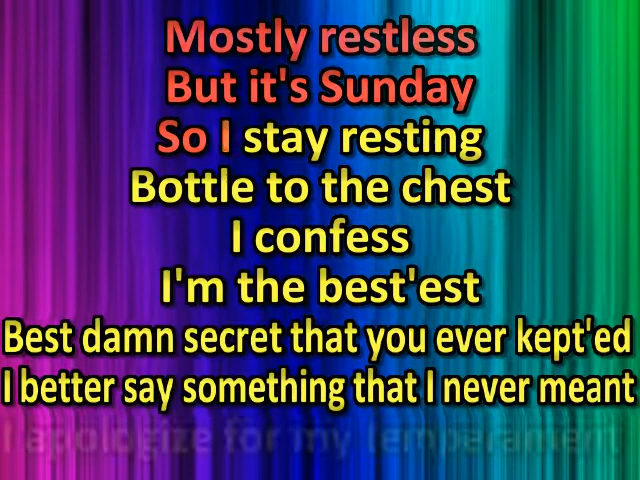 Mostly restless
But it's Sunday
So I stay resting
Bottle to the chest
I confess
I'm the best'est
Best damn secret that you ever kept'ed
I better say something that I never meant
I apologize for my temperament